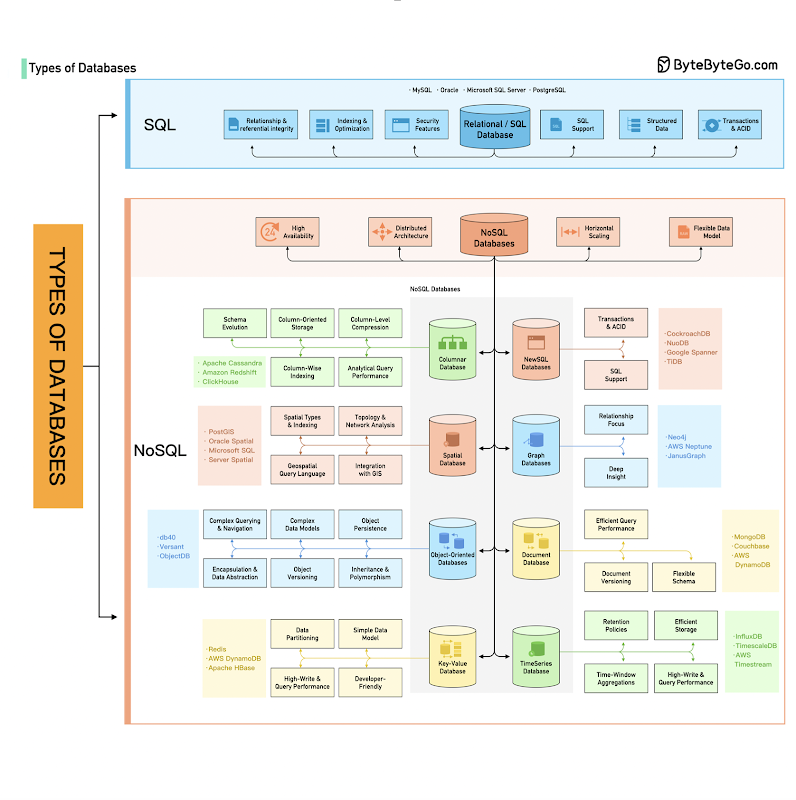 Types of Databases
ByteByteGo.com
TYPES OF DATABASES
SQL
· MySQL · Oracle · Microsoft SQL Server · PostgreSQL
Relationship &
referential integrity
Indexing &
Optimization
Security
Features
Relational / SQL
Database
SQL
SQL
Support
Structured
Data
Transactions
& ACID
NoSQL
24
High
Availability
Distributed
Architecture
NoSQL
Databases
Horizontal
Scaling
Flexible Data
Model
NoSQL Databases
Schema
Evolution
Column-Oriented
Storage
Column-Level
Compression
Column-Wise
Indexing
Analytical Query
Performance
· Apache Cassandra
· Amazon Redshift
· ClickHouse
Columnar
Database
NewSQL
Databases
Transactions
& ACID
SQL
Support
· CockroachDB
· NuoDB
· Google Spanner
· TiDB
· PostGIS
· Oracle Spatial
· Microsoft SQL
· Server Spatial
Spatial Types
& Indexing
Topology &
Network Analysis
Geospatial
Query Language
Integration
with GIS
Spatial
Database
Graph
Databases
Relationship
Focus
Deep
Insight
· Neo4j
· AWS Neptune
· JanusGraph
· db40
· Versant
· ObjectDB
Complex Querying
& Navigation
Complex
Data Models
Object
Persistence
Encapsulation &
Data Abstraction
Object
Versioning
Inheritance &
Polymorphism
Object-Oriented
Databases
Document
Database
Efficient Query
Performance
Document
Versioning
Flexible
Schema
· MongoDB
· Couchbase
· AWS
DynamoDB
· Redis
· AWS DynamoDB
· Apache HBase
Data
Partitioning
Simple Data
Model
High-Write &
Query Performance
Developer-
Friendly
Key-Value
Database
TimeSeries
Database
Retention
Policies
Efficient
Storage
Time-Window
Aggregations
High-Write &
Query Performance
· InfluxDB
· TimescaleDB
· AWS
Timestream